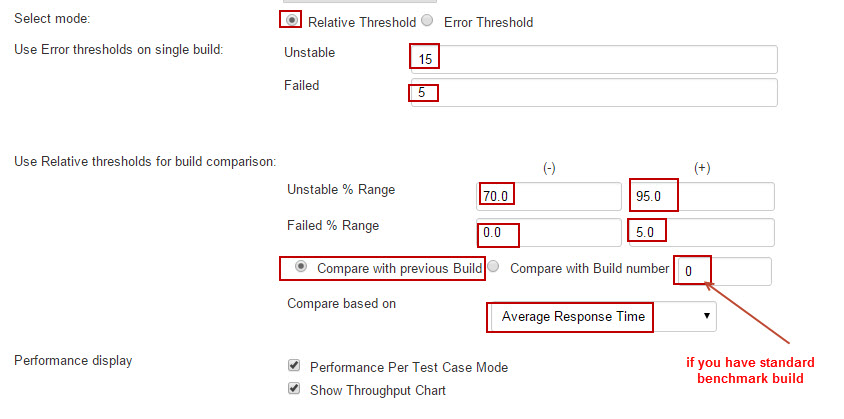 Select mode: Relative Threshold Error Threshold
Use Error thresholds on single build: Unstable 15
Failed 5
Use Relative thresholds for build comparison:
(-) (+)
Unstable % Range 70.0 95.0
Failed % Range 0.0 5.0
Compare with previous Build Compare with Build number 0
Compare based on Average Response Time
Performance display Performance Per Test Case Mode
Show Throughput Chart
if you have standard
benchmark build